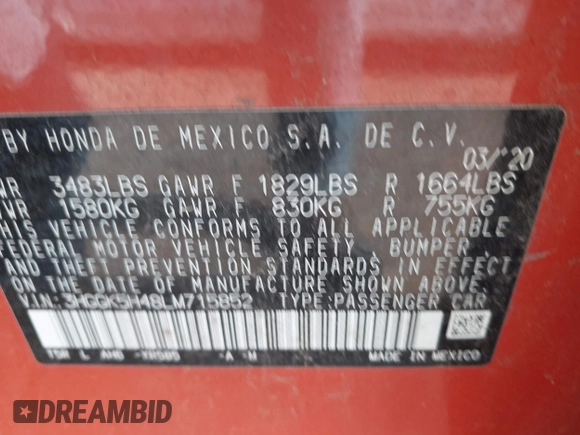 BY HONDA DE MEXICO S.A. DE C.V.
03/'20
WR 3483LBS GAWR F 1829LBS R 1664LBS
WR 1580KG GAWR F 830KG R 755KG
THIS VEHICLE CONFORMS TO ALL APPLICABLE
FEDERAL MOTOR VEHICLE SAFETY, BUMPER,
AND THEFT PREVENTION STANDARDS IN EFFECT
ON THE DATE OF MANUFACTURE SHOWN ABOVE.
V.I.N: 3HGGK5H48LM715852 TYPE: PASSENGER CAR
-A -M MADE IN MEXICO
DREAMBID